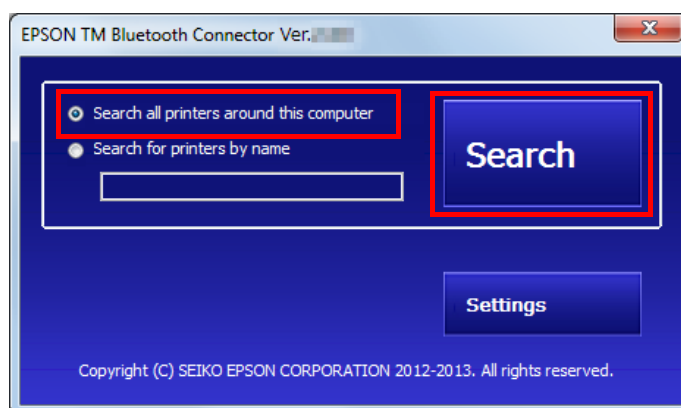 EPSON TM Bluetooth Connector Ver.
Search all printers around this computer
Search for printers by name
Search
Settings
Copyright (C) SEIKO EPSON CORPORATION 2012-2013. All rights reserved.